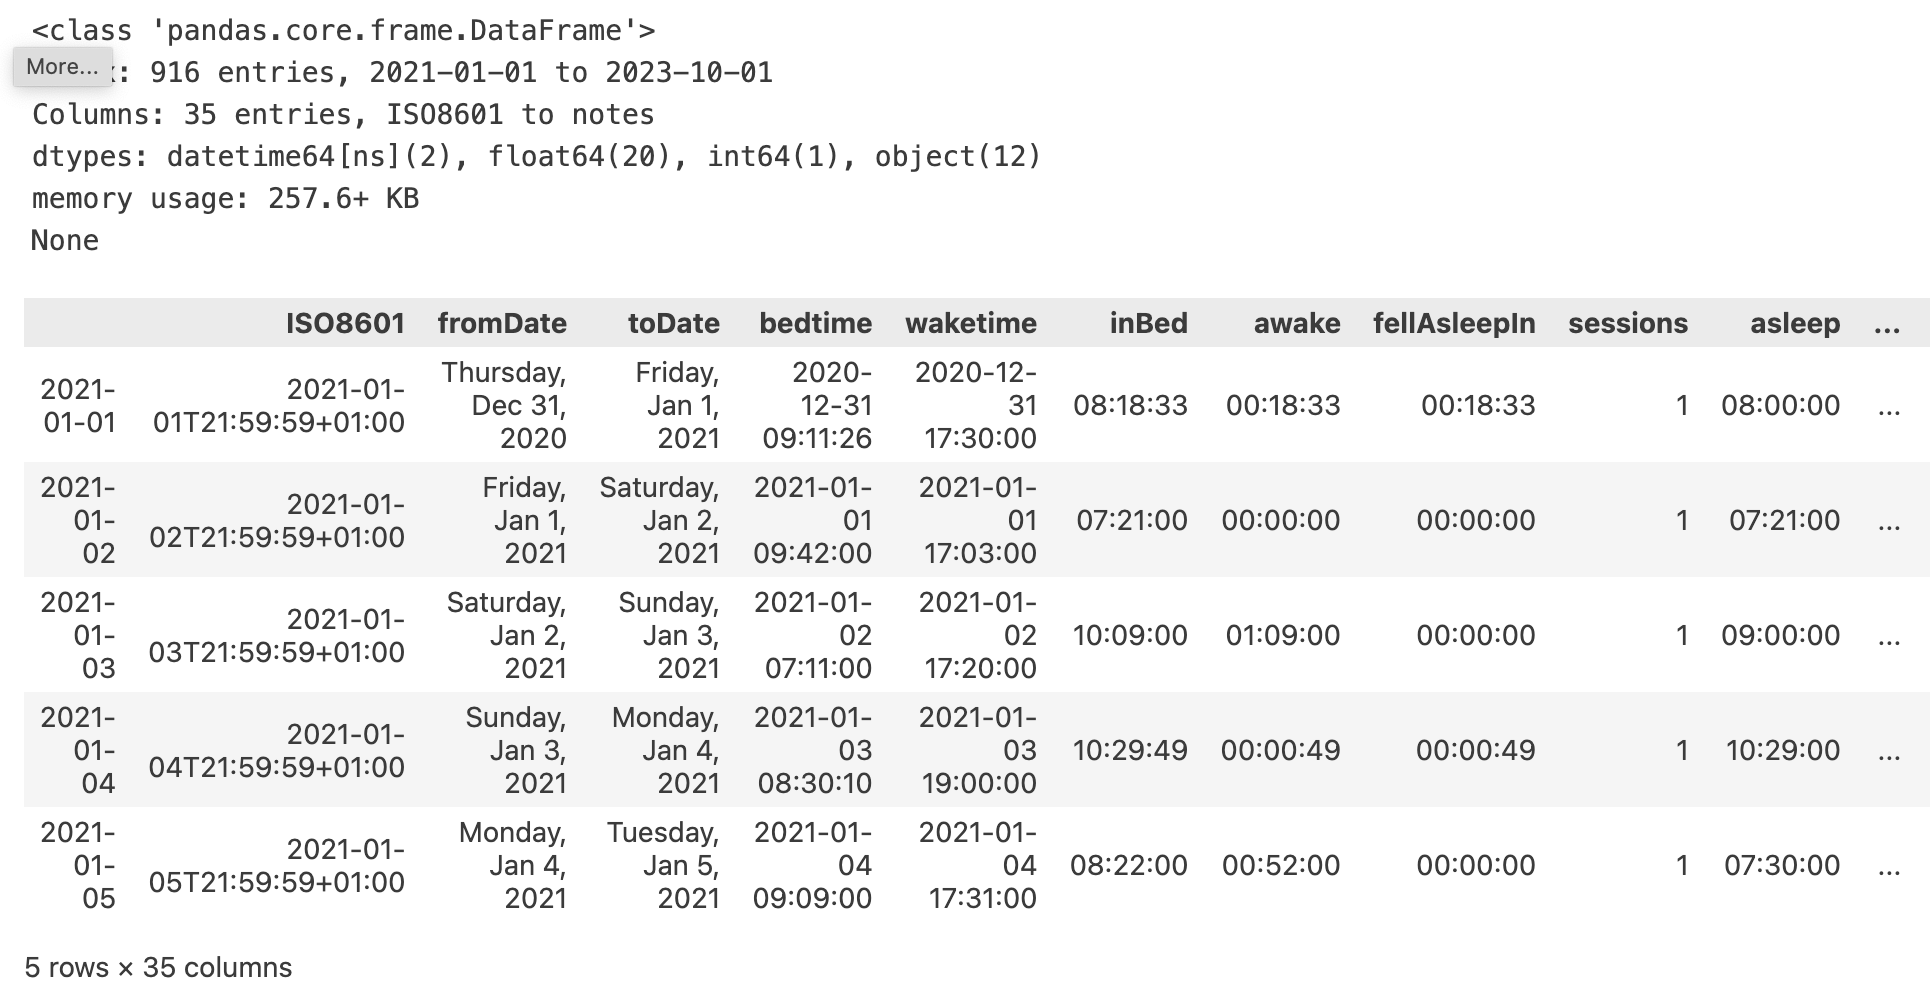 <class 'pandas.core.frame.DataFrame'>
More...
x: 916 entries, 2021-01-01 to 2023-10-01
Columns: 35 entries, ISO8601 to notes
dtypes: datetime64[ns](2), float64(20), int64(1), object(12)
memory usage: 257.6+ KB
None
ISO8601 fromDate toDate bedtime waketime inBed awake fellAsleepIn sessions asleep ...
2021-01-01 2021-01-01T21:59:59+01:00 Thursday, Dec 31, 2020 Friday, Jan 1, 2021 2020-12-31 09:11:26 2020-12-31 17:30:00 08:18:33 00:18:33 00:18:33 1 08:00:00 ...
2021-01-02 2021-01-02T21:59:59+01:00 Friday, Jan 1, 2021 Saturday, Jan 2, 2021 2021-01-01 09:42:00 2021-01-01 17:03:00 07:21:00 00:00:00 00:00:00 1 07:21:00 ...
2021-01-03 2021-01-03T21:59:59+01:00 Saturday, Jan 2, 2021 Sunday, Jan 3, 2021 2021-01-02 07:11:00 2021-01-02 17:20:00 10:09:00 01:09:00 00:00:00 1 09:00:00 ...
2021-01-04 2021-01-04T21:59:59+01:00 Sunday, Jan 3, 2021 Monday, Jan 4, 2021 2021-01-03 08:30:10 2021-01-03 19:00:00 10:29:49 00:00:49 00:00:49 1 10:29:00 ...
2021-01-05 2021-01-05T21:59:59+01:00 Monday, Jan 4, 2021 Tuesday, Jan 5, 2021 2021-01-04 09:09:00 2021-01-04 17:31:00 08:22:00 00:52:00 00:00:00 1 07:30:00 ...
5 rows × 35 columns